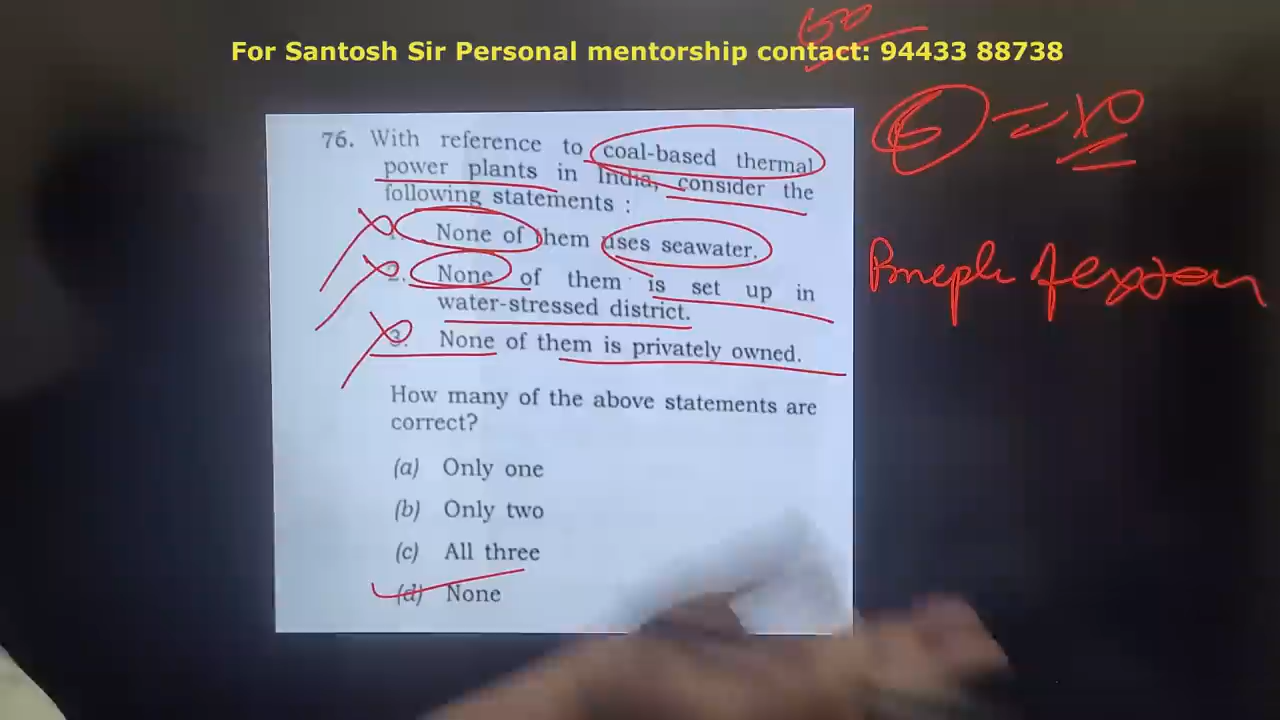 For Santosh Sir Personal mentorship contact: 94433 88738
76. With reference to coal-based thermal
power plants in India, consider the
following statements :
1. None of them uses seawater.
2. None of them is set up in
water-stressed district.
3. None of them is privately owned.
How many of the above statements are
correct?
(a) Only one
(b) Only two
(c) All three
(d) None